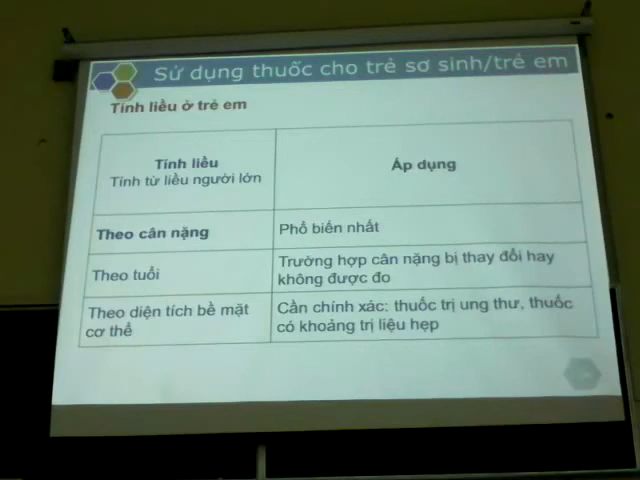 Sử dụng thuốc cho trẻ sơ sinh/trẻ em
Tính liều ở trẻ em
Tính liều
Tính từ liều người lớn
Áp dụng
Theo cân nặng
Phổ biến nhất
Theo tuổi
Trường hợp cân nặng bị thay đổi hay
không được đo
Theo diện tích bề mặt
cơ thể
Cần chính xác: thuốc trị ung thư, thuốc
có khoảng trị liệu hẹp